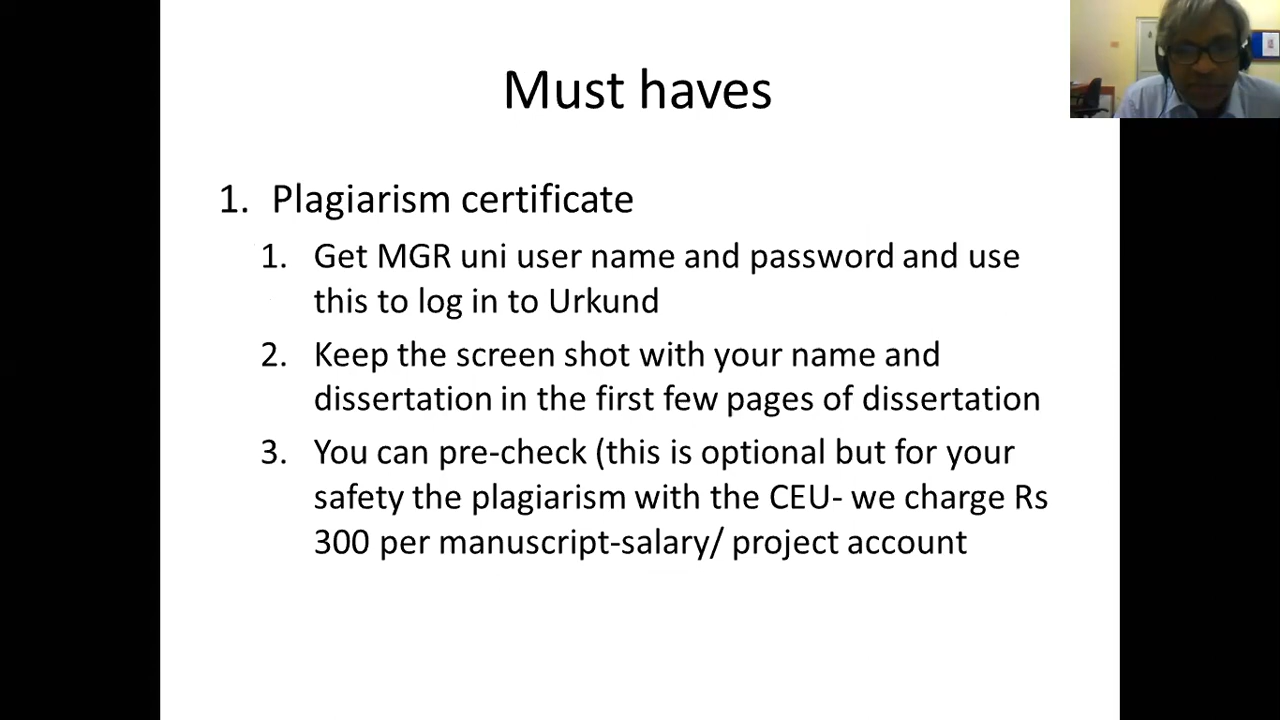 Must haves
1. Plagiarism certificate
1. Get MGR uni user name and password and use
this to log in to Urkund
2. Keep the screen shot with your name and
dissertation in the first few pages of dissertation
3. You can pre-check (this is optional but for your
safety the plagiarism with the CEU- we charge Rs
300 per manuscript-salary/ project account